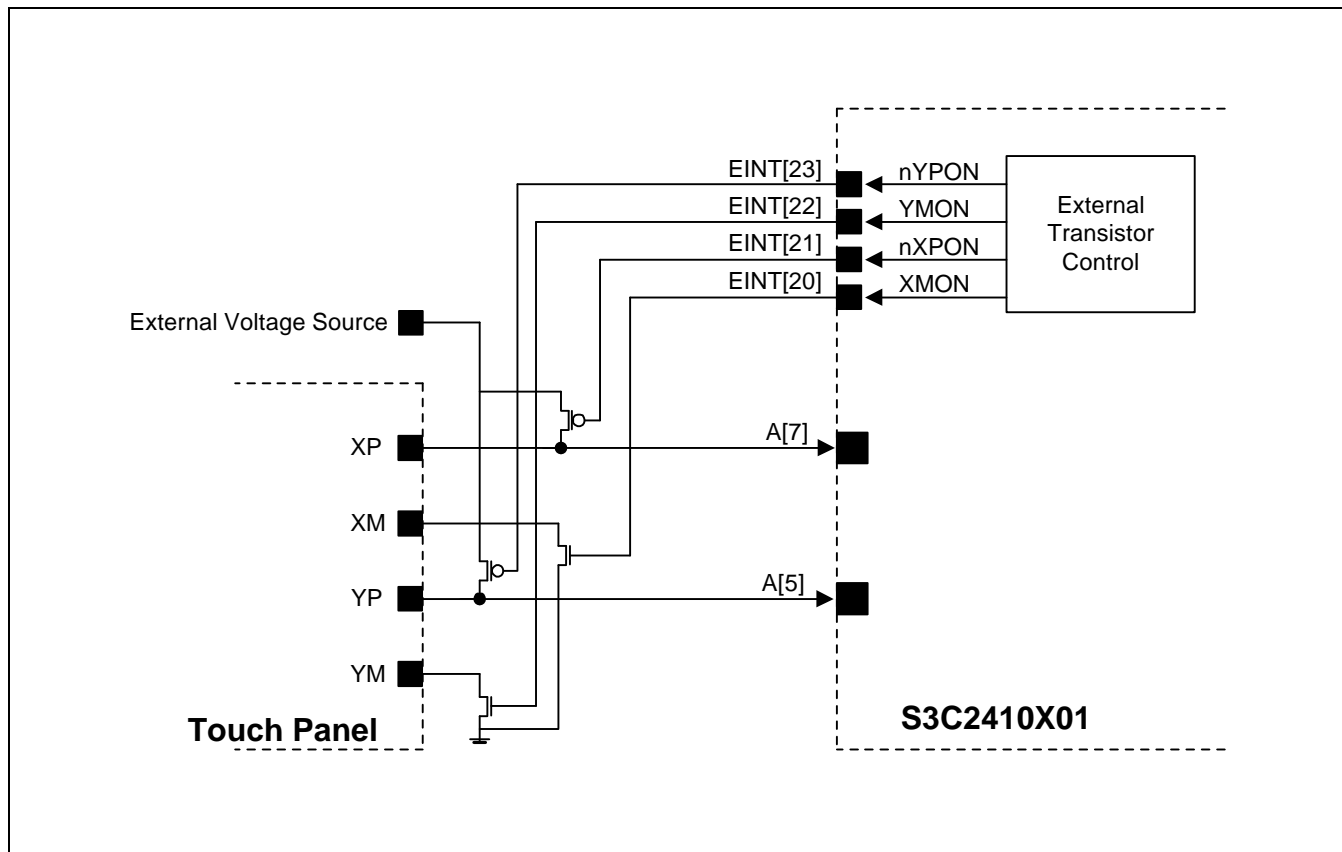 EINT[23]
nYPON
EINT[22]
YMON
EINT[21]
nXPON
EINT[20]
XMON
External
Transistor
Control
External Voltage Source
XP
A[7]
XM
YP
A[5]
YM
Touch Panel
S3C2410X01